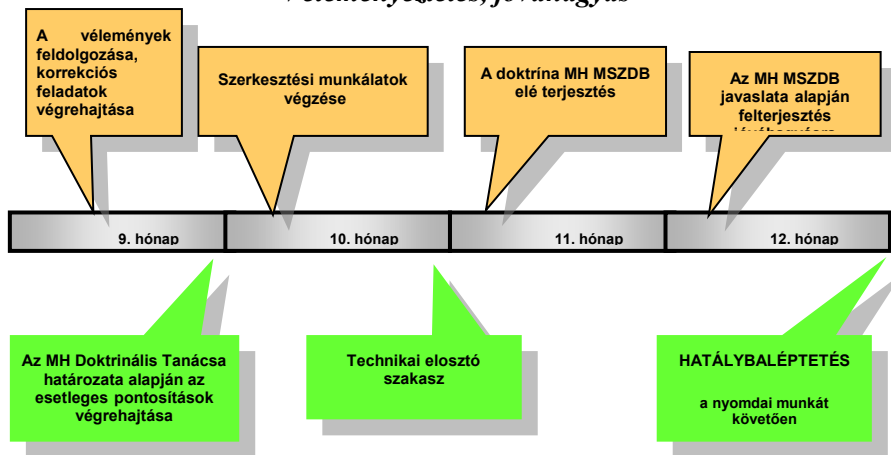 A vélemények
feldolgozása,
korrekciós
feladatok
végrehajtása
Szerkesztési munkálatok
végzése
A doktrína MH MSZDB
elé terjesztés
Az MH MSZDB
javaslata alapján
felterjesztés
9. hónap
10. hónap
11. hónap
12. hónap
Az MH Doktrinális Tanácsa
határozata alapján az
esetleges pontosítások
végrehajtása
Technikai elosztó
szakasz
HATÁLYBALÉPTETÉS
a nyomdai munkát
követően